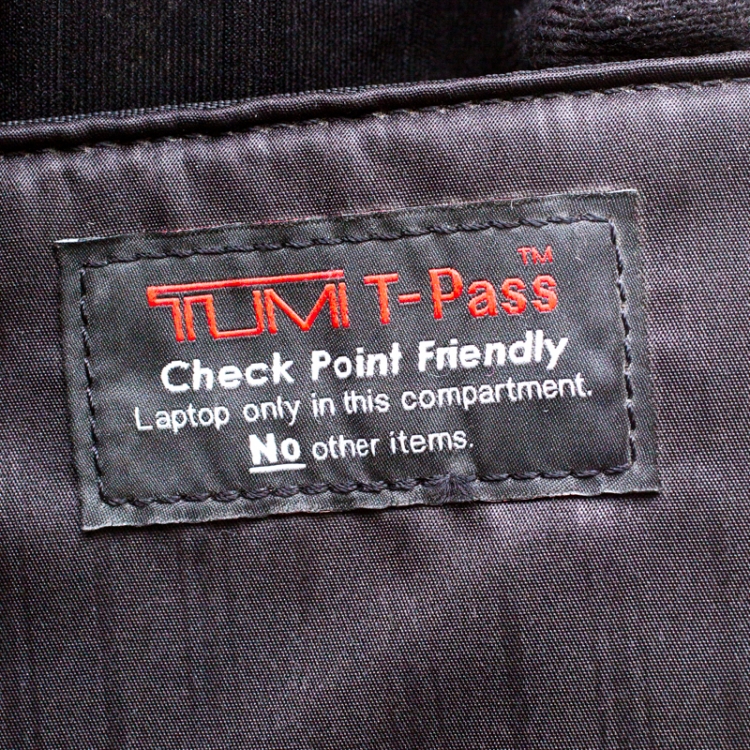 TUMI T-Pass™
Check Point Friendly
Laptop only in this compartment.
No other items.